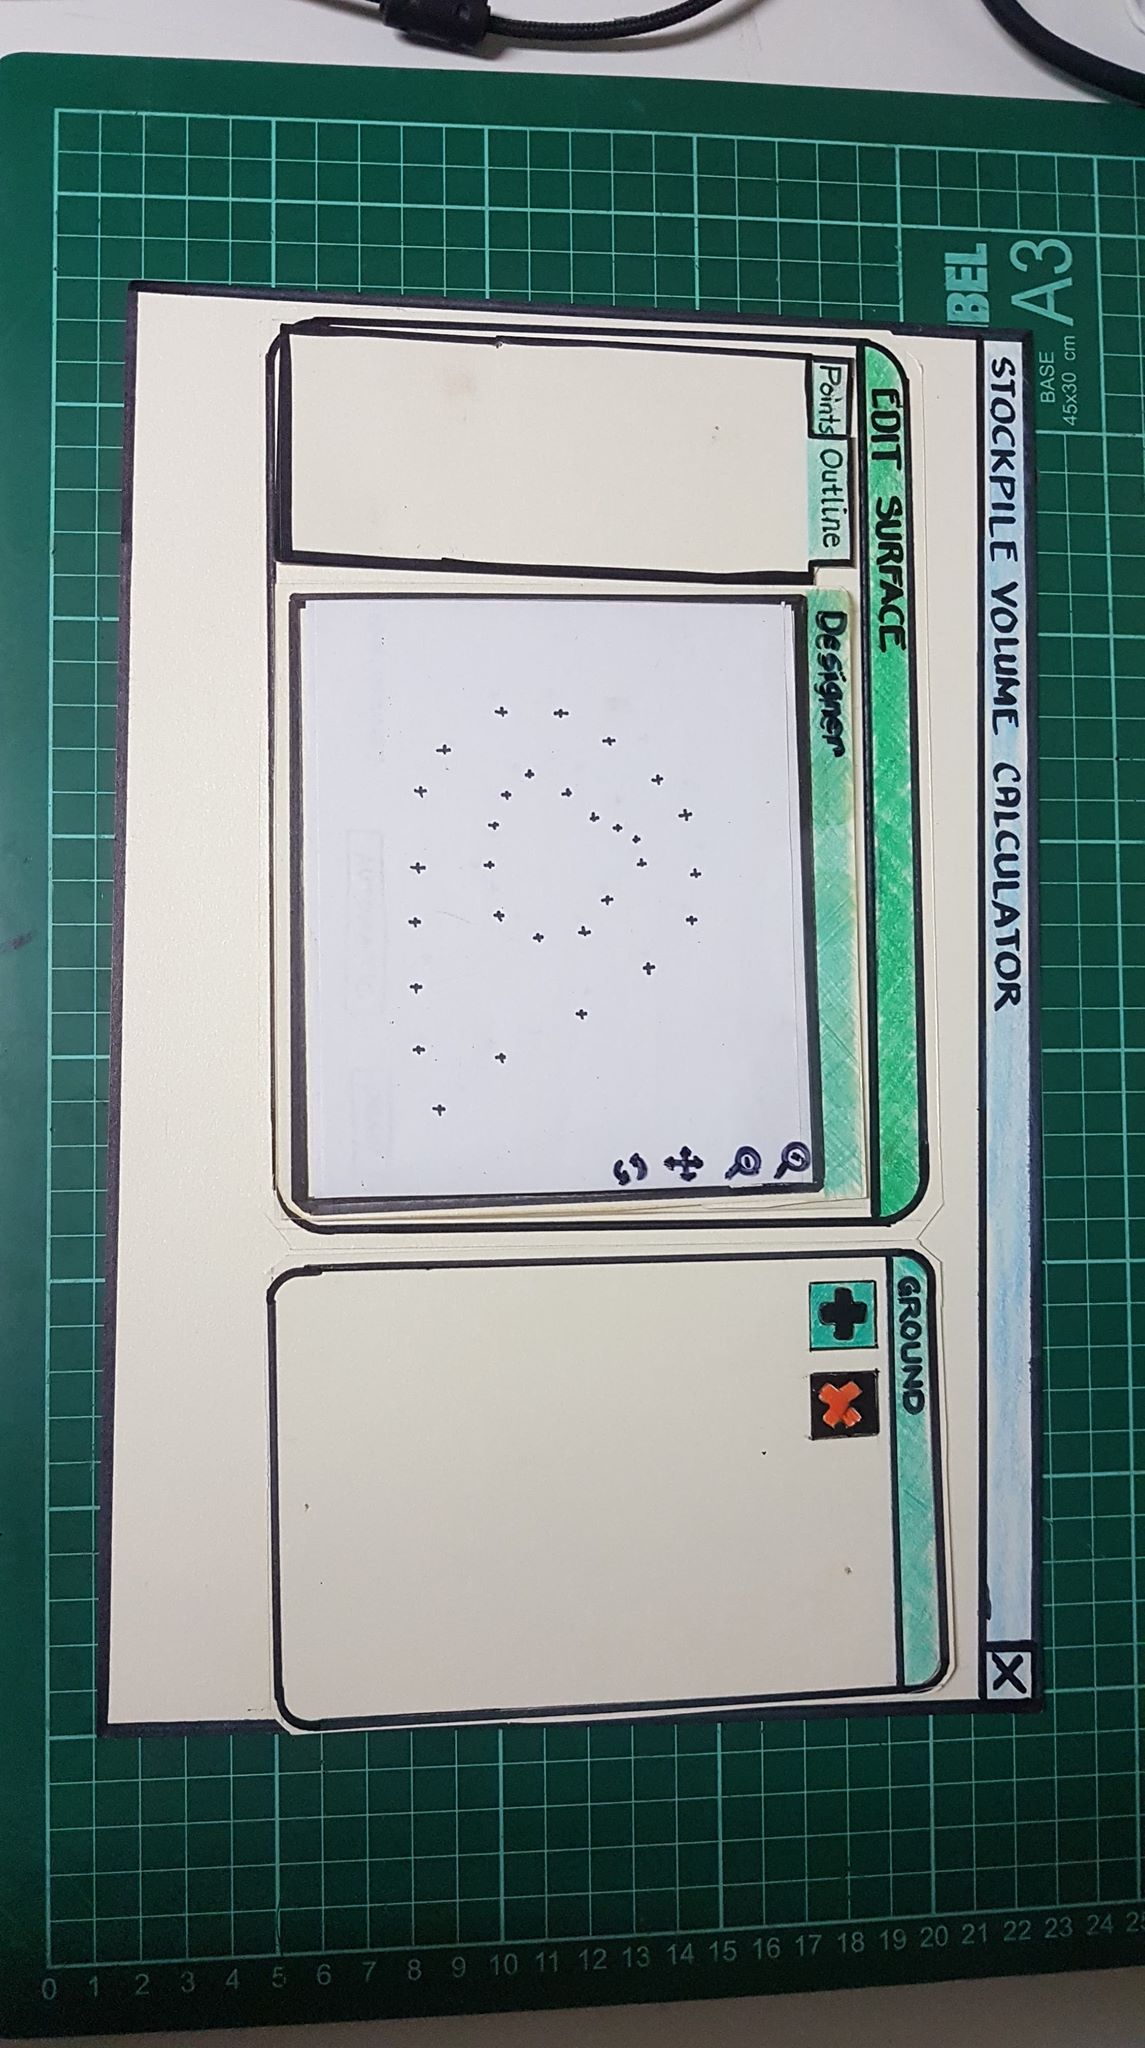 STOCKPILE VOLUME CALCULATOR X
EDIT SURFACE
Points Outline
Designer
GROUND
BEL
A3
BASE
45x30 cm
0 1 2 3 4 5 6 7 8 9 10 11 12 13 14 15 16 17 18 19 20 21 22 23 24